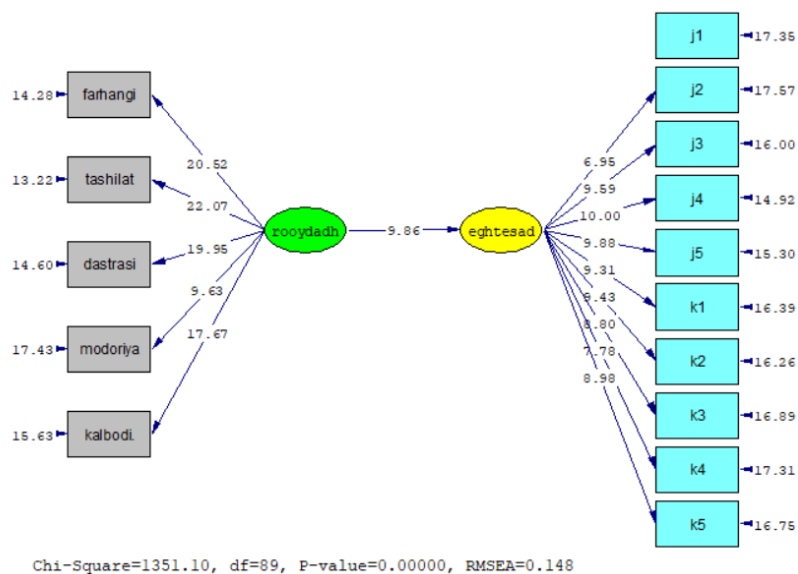 j1
17.35
14.28
farhangi
j2
17.57
20.52
6.95
j3
16.00
13.22
tashilat
9.59
22.07
10.00
j4
14.92
rooydadh
9.86
eghtesad
19.95
9.88
j5
15.30
14.60
dastrasi
9.31
9.63
9.43
k1
16.39
8.80
17.67
7.78
17.43
modoriya
8.98
k2
16.26
k3
16.89
15.63
kalbodi.
k4
17.31
k5
16.75
Chi-Square=1351.10, df=89, P-value=0.00000, RMSEA=0.148